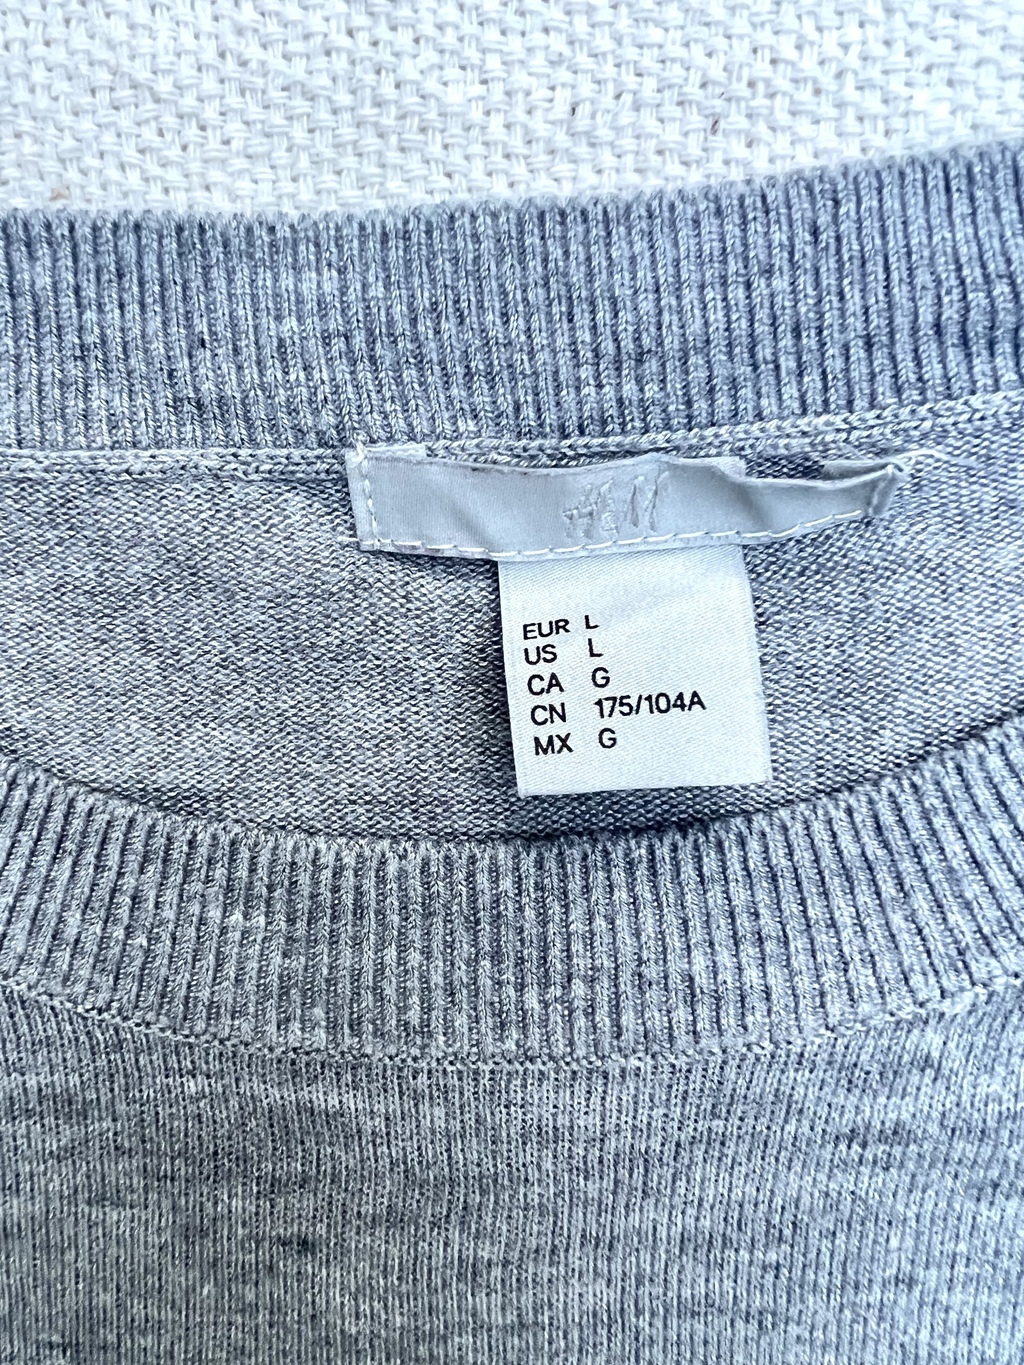 H&M
EUR L
US L
CA G
CN 175/104A
MX G